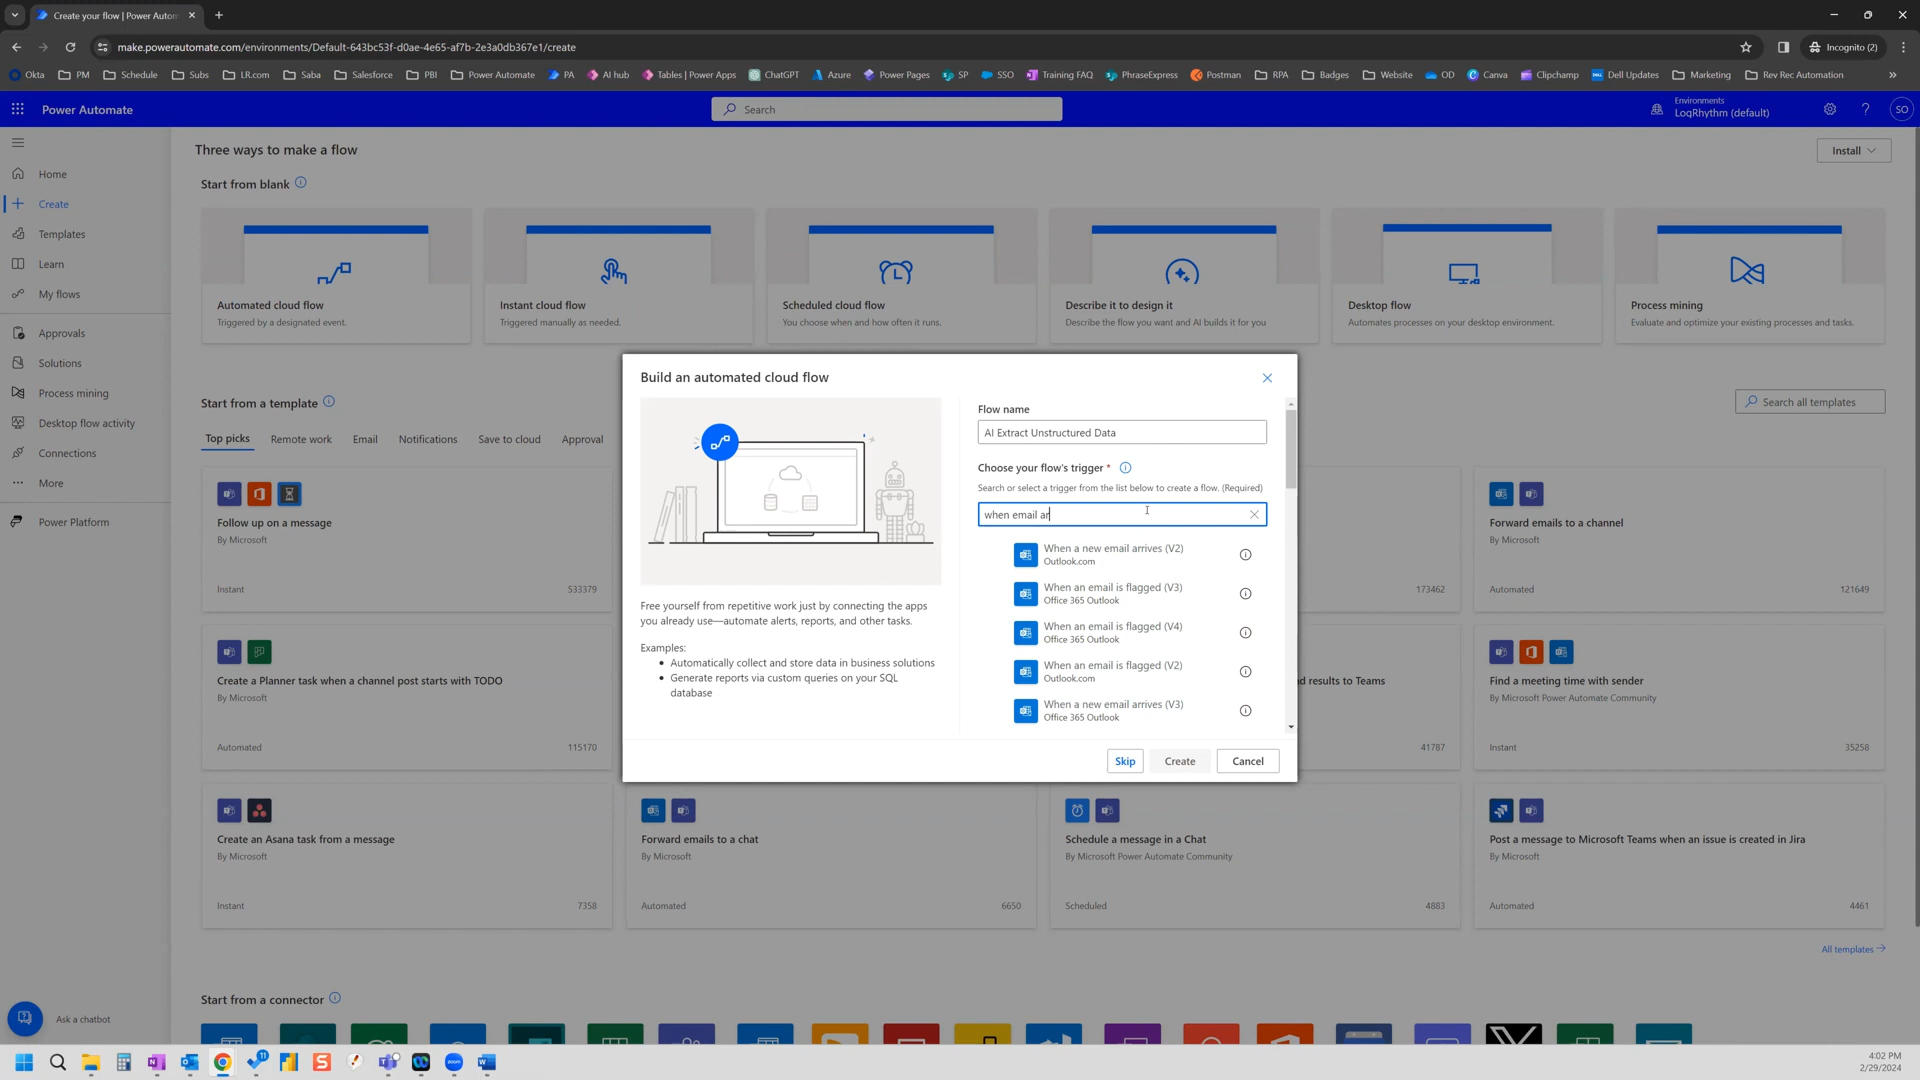 Create your flow | Power Autom
make.powerautomate.com/environments/Default-643bc53f-d0ae-4e65-af7b-2e3a0db367e1/create
Incognito (2)
Okta
PM
Schedule
Subs
LR.com
Saba
Salesforce
PBI
Power Automate
PA
AI hub
Tables | Power Apps
ChatGPT
Azure
Power Pages
SP
SSO
Training FAQ
PhraseExpress
Postman
RPA
Badges
Website
OD
Canva
Clipchamp
Dell Updates
Marketing
Rev Rec Automation
Power Automate
Search
Environments
LogRhythm (default)
SO
Home
Create
Templates
Learn
My flows
Approvals
Solutions
Process mining
Desktop flow activity
Connections
More
Power Platform
Ask a chatbot
Three ways to make a flow
Install
Start from blank
Automated cloud flow
Triggered by a designated event.
Instant cloud flow
Triggered manually as needed.
Scheduled cloud flow
You choose when and how often it runs.
Describe it to design it
Describe the flow you want and AI builds it for you
Desktop flow
Automates processes on your desktop environment.
Process mining
Evaluate and optimize your existing processes and tasks.
Start from a template
Search all templates
Top picks
Remote work
Email
Notifications
Save to cloud
Approval
Follow up on a message
By Microsoft
Instant
533379
173462
Forward emails to a channel
By Microsoft
Automated
121649
Create a Planner task when a channel post starts with TODO
By Microsoft
Automated
115170
d results to Teams
41787
Find a meeting time with sender
By Microsoft Power Automate Community
Instant
35258
Create an Asana task from a message
By Microsoft
Instant
7358
Forward emails to a chat
By Microsoft
Automated
6650
Schedule a message in a Chat
By Microsoft Power Automate Community
Scheduled
4883
Post a message to Microsoft Teams when an issue is created in Jira
By Microsoft
Automated
4461
All templates
Start from a connector
Build an automated cloud flow
Free yourself from repetitive work just by connecting the apps
you already use—automate alerts, reports, and other tasks.
Examples:
• Automatically collect and store data in business solutions
• Generate reports via custom queries on your SQL
database
Flow name
AI Extract Unstructured Data
Choose your flow's trigger *
Search or select a trigger from the list below to create a flow. (Required)
when email ar
When a new email arrives (V2)
Outlook.com
When an email is flagged (V3)
Office 365 Outlook
When an email is flagged (V4)
Office 365 Outlook
When an email is flagged (V2)
Outlook.com
When a new email arrives (V3)
Office 365 Outlook
Skip
Create
Cancel
11
zoom
4:02 PM
2/29/2024